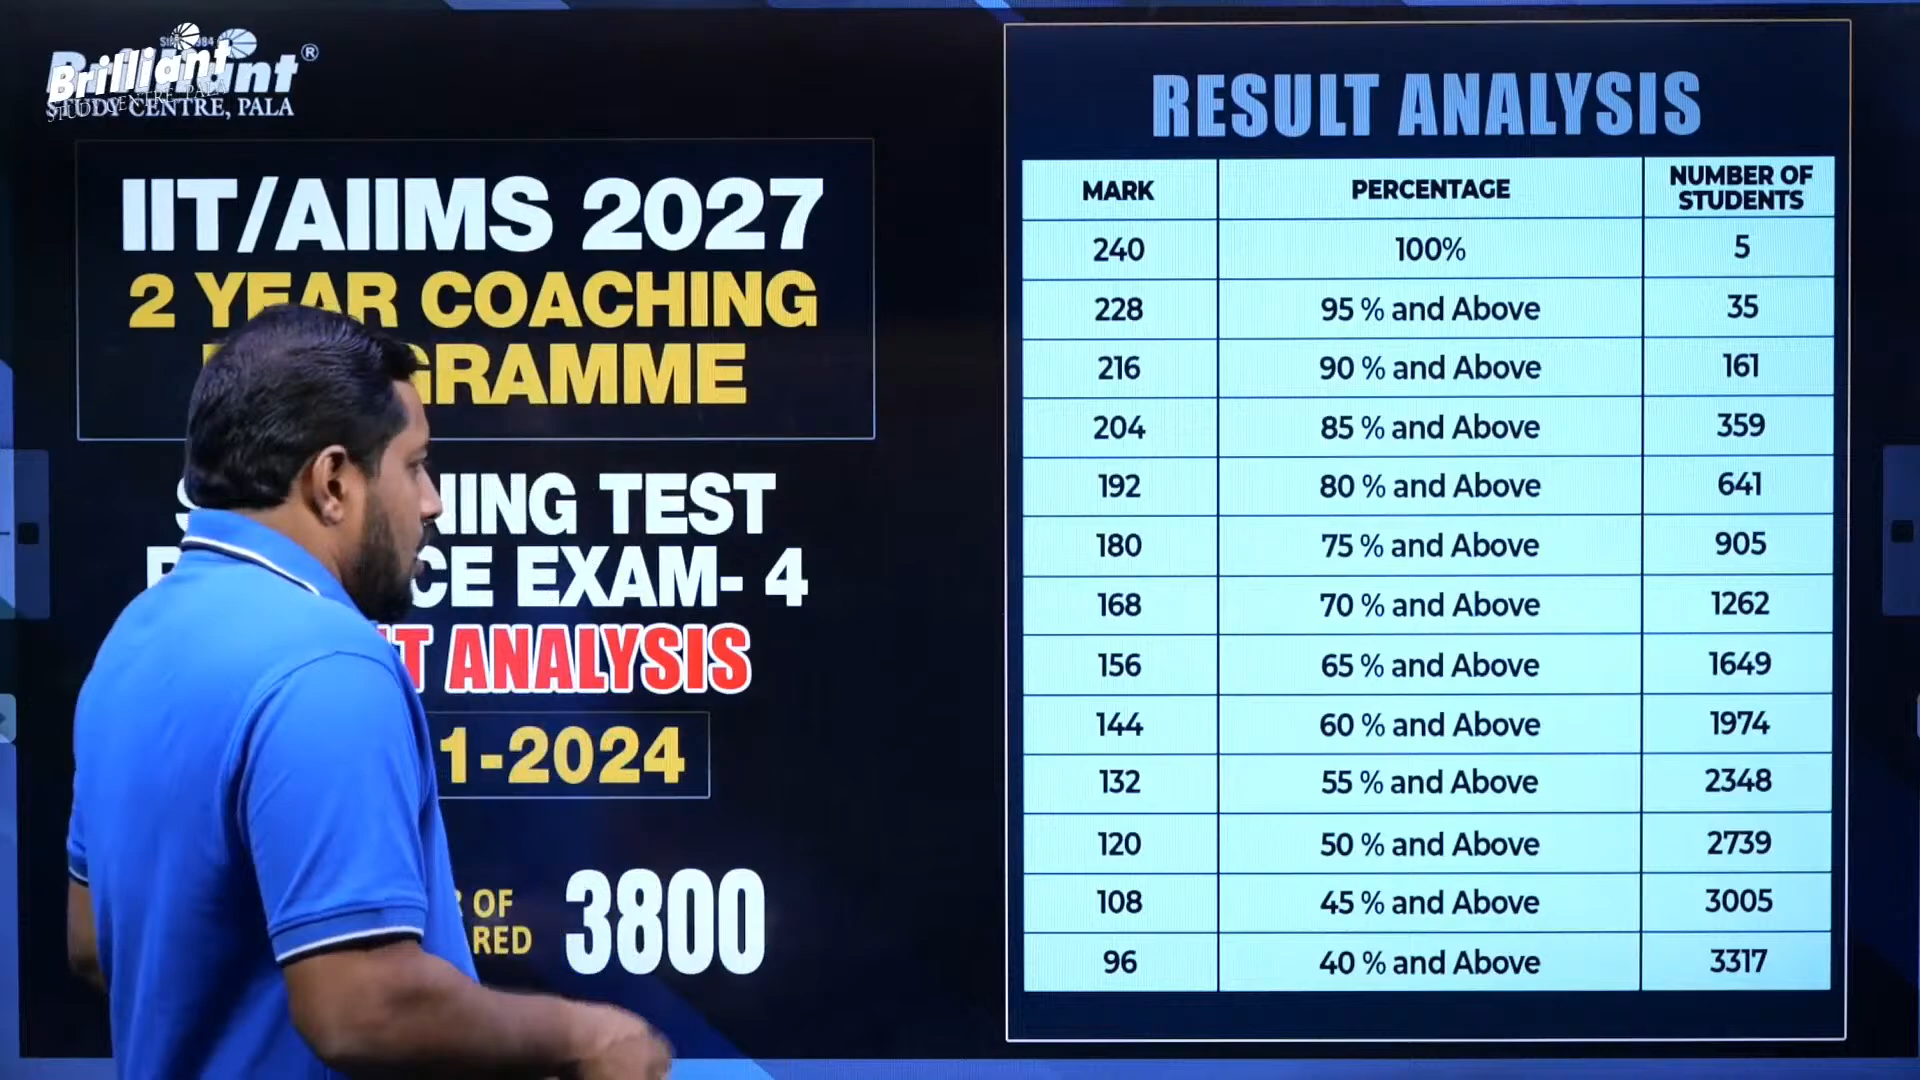 Brilliant
STUDY CENTRE, PALA
IIT/AIIMS 2027
2 YEAR COACHING
NING TEST
CE EXAM- 4
T ANALYSIS
1-2024
OF
RED
3800
RESULT ANALYSIS
MARK PERCENTAGE NUMBER OF STUDENTS
240 100% 5
228 95 % and Above 35
216 90 % and Above 161
204 85 % and Above 359
192 80 % and Above 641
180 75 % and Above 905
168 70 % and Above 1262
156 65 % and Above 1649
144 60 % and Above 1974
132 55 % and Above 2348
120 50 % and Above 2739
108 45 % and Above 3005
96 40 % and Above 3317